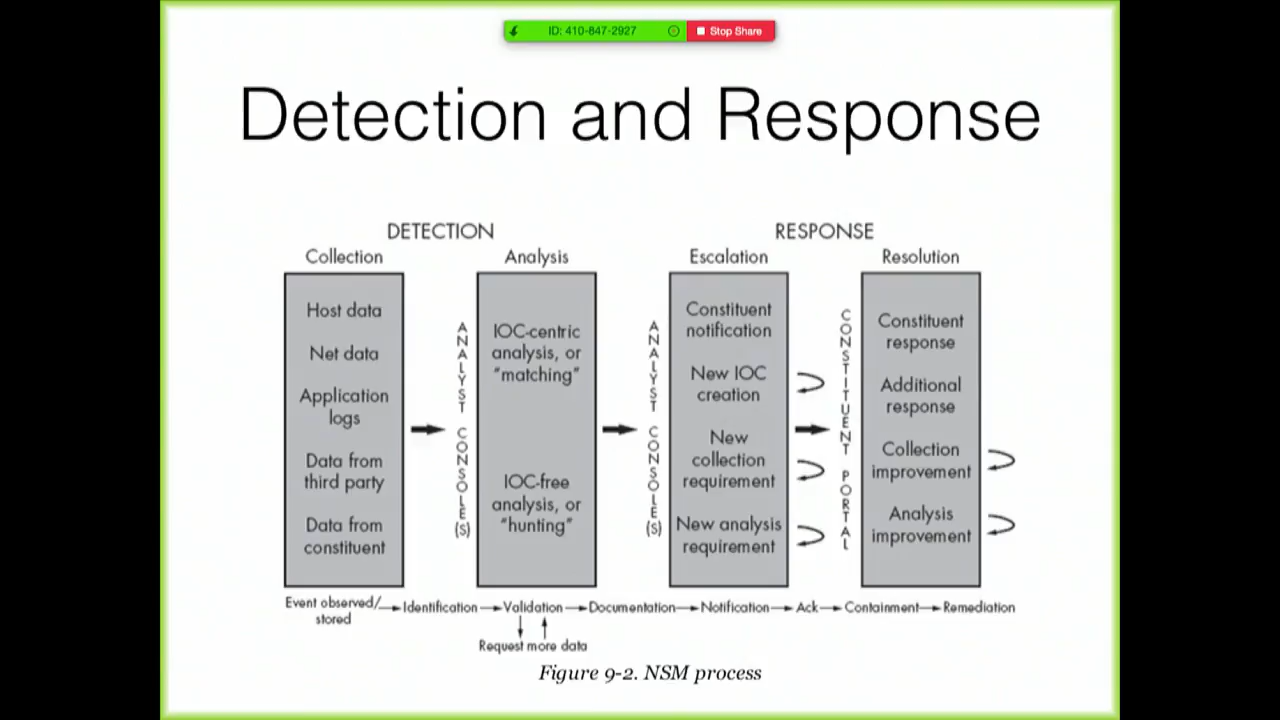 ID: 410-847-2927
Stop Share
Detection and Response
DETECTION
RESPONSE
Collection
Analysis
Escalation
Resolution
Host data
Net data
Application
logs
Data from
third party
Data from
constituent
ANALYST CONSOLE(S)
IOC-centric
analysis, or
“matching”
IOC-free
analysis, or
“hunting”
ANALYST CONSOLE(S)
Constituent
notification
New IOC
creation
New
collection
requirement
New analysis
requirement
CONSTITUENT PORTAL
Constituent
response
Additional
response
Collection
improvement
Analysis
improvement
Event observed/
stored
Identification
Validation
Documentation
Notification
Ack
Containment
Remediation
Request more data
Figure 9-2. NSM process